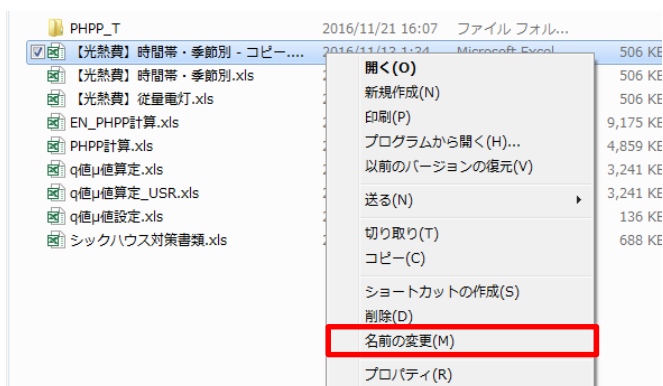 PHPP_T 2016/11/21 16:07 ファイル フォル...
【光熱費】時間帯・季節別 - コピー.... 2016/11/13 1:34 Microsoft Excel 506 KB
【光熱費】時間帯・季節別.xls 506 KB
【光熱費】従量電灯.xls 506 KB
EN_PHPP計算.xls 9,175 KB
PHPP計算.xls 4,859 KB
q値μ値算定.xls 3,241 KB
q値μ値算定_USR.xls 3,241 KB
q値μ値設定.xls 136 KB
シックハウス対策書類.xls 688 KB
開く(O)
新規作成(N)
印刷(P)
プログラムから開く(H)...
以前のバージョンの復元(V)
送る(N)
切り取り(T)
コピー(C)
ショートカットの作成(S)
削除(D)
名前の変更(M)
プロパティ(R)